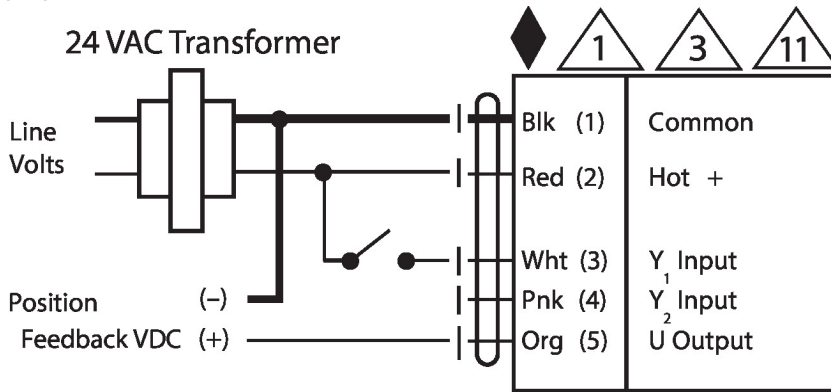 24 VAC Transformer
1 3 11
Line
Volts
Blk (1) Common
Red (2) Hot +
Wht (3) Y1 Input
Pnk (4) Y2 Input
Org (5) U Output
Position (–)
Feedback VDC (+)